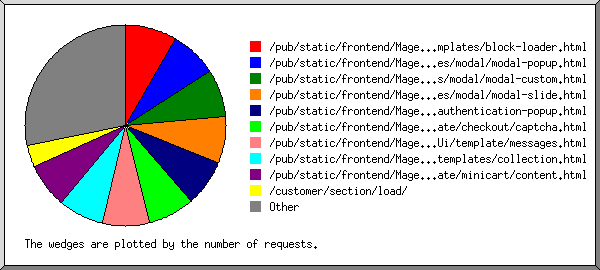 /pub/static/frontend/Mage...mplates/block-loader.html
/pub/static/frontend/Mage...es/modal/modal-popup.html
/pub/static/frontend/Mage...s/modal/modal-custom.html
/pub/static/frontend/Mage...es/modal/modal-slide.html
/pub/static/frontend/Mage...authentication-popup.html
/pub/static/frontend/Mage...ate/checkout/captcha.html
/pub/static/frontend/Mage...Ui/template/messages.html
/pub/static/frontend/Mage...templates/collection.html
/pub/static/frontend/Mage...ate/minicart/content.html
/customer/section/load/
Other
The wedges are plotted by the number of requests.